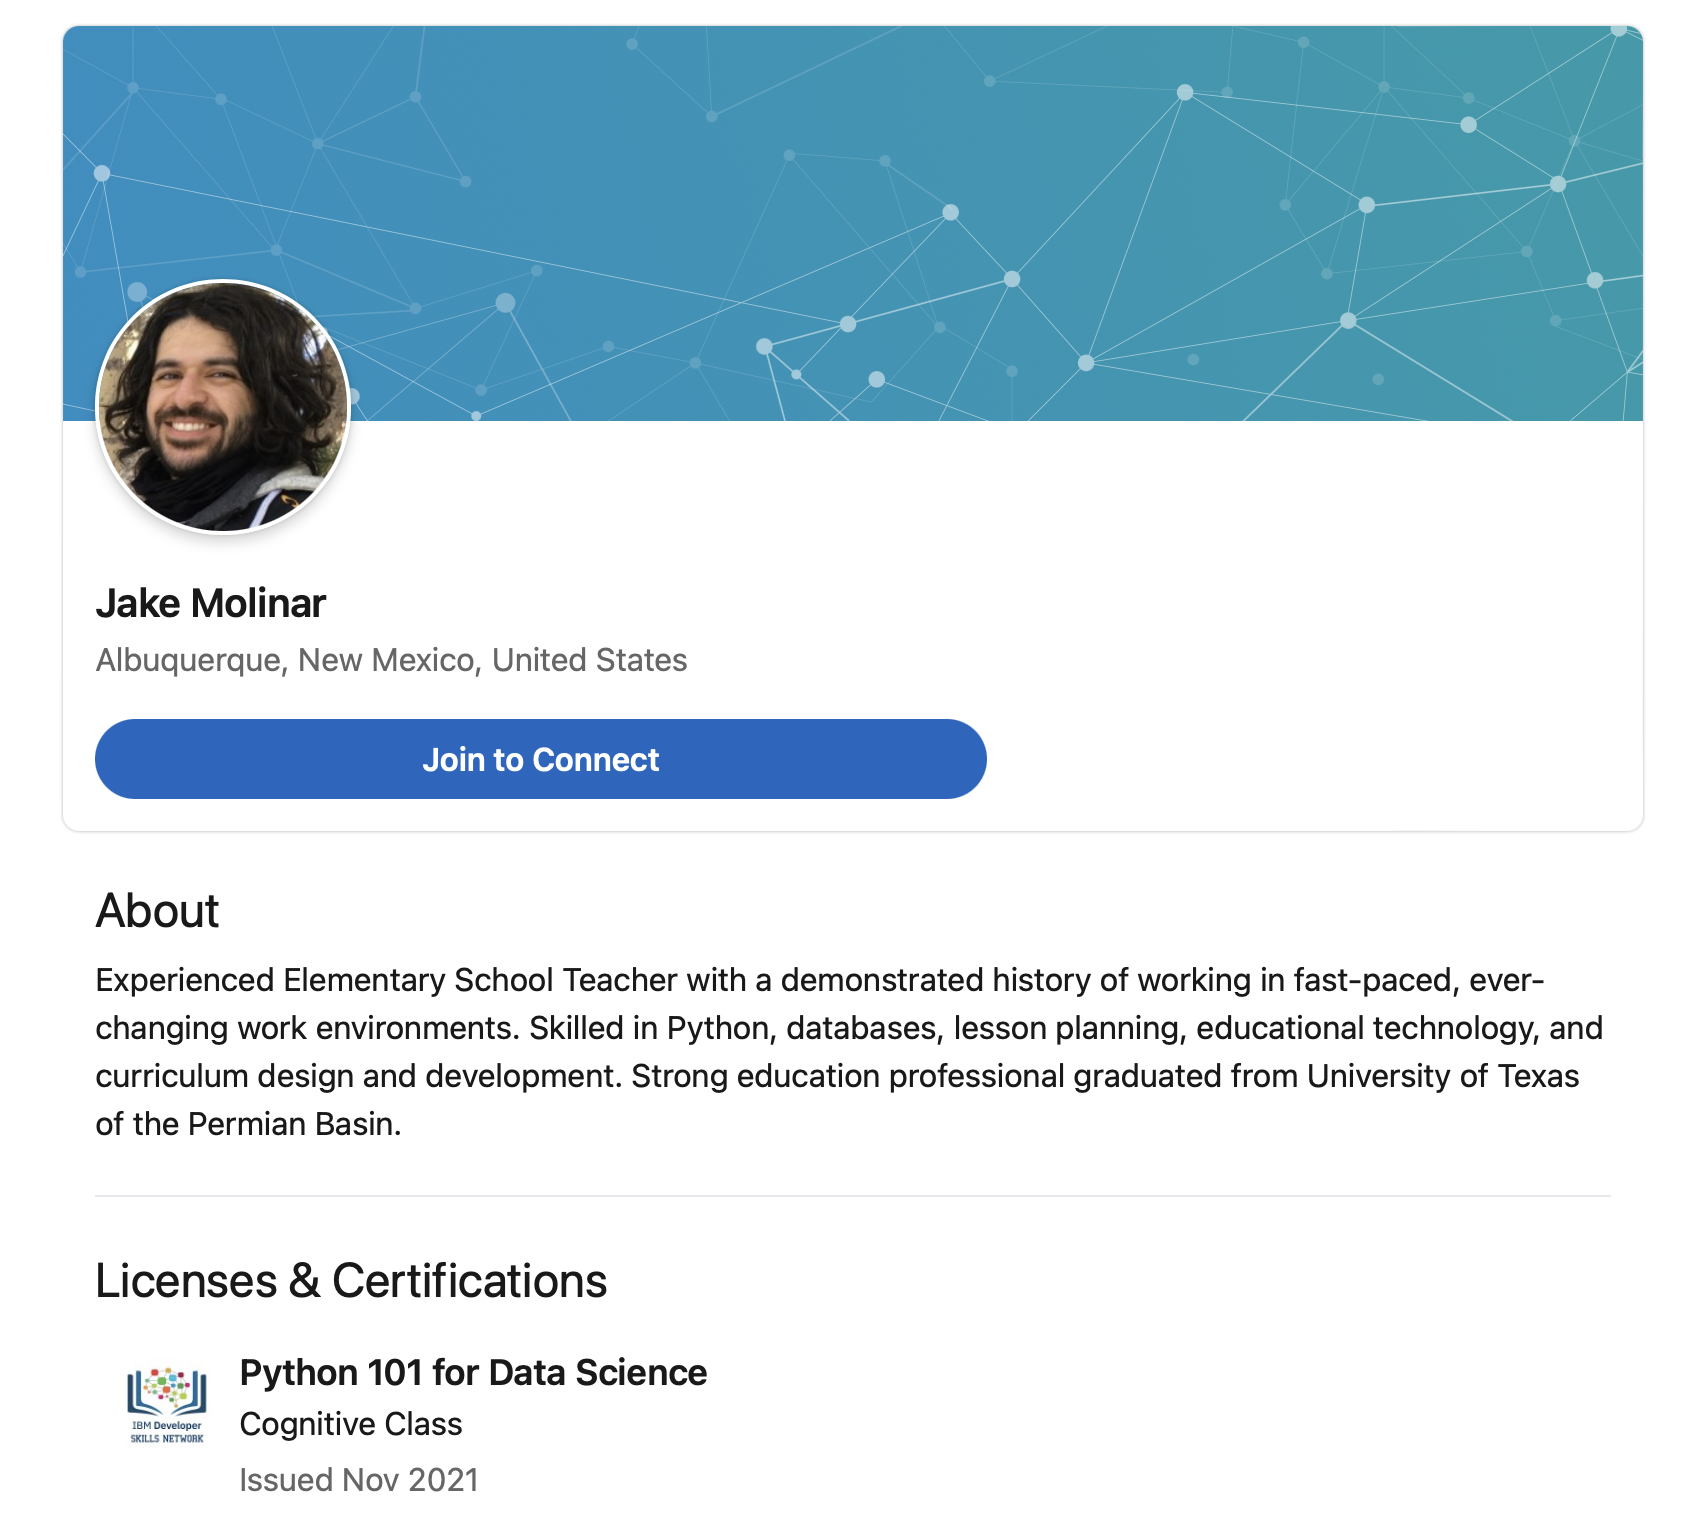 Jake Molinar
Albuquerque, New Mexico, United States
Join to Connect
About
Experienced Elementary School Teacher with a demonstrated history of working in fast-paced, ever-
changing work environments. Skilled in Python, databases, lesson planning, educational technology, and
curriculum design and development. Strong education professional graduated from University of Texas
of the Permian Basin.
Licenses & Certifications
IBM Developer
SKILLS NETWORK
Python 101 for Data Science
Cognitive Class
Issued Nov 2021